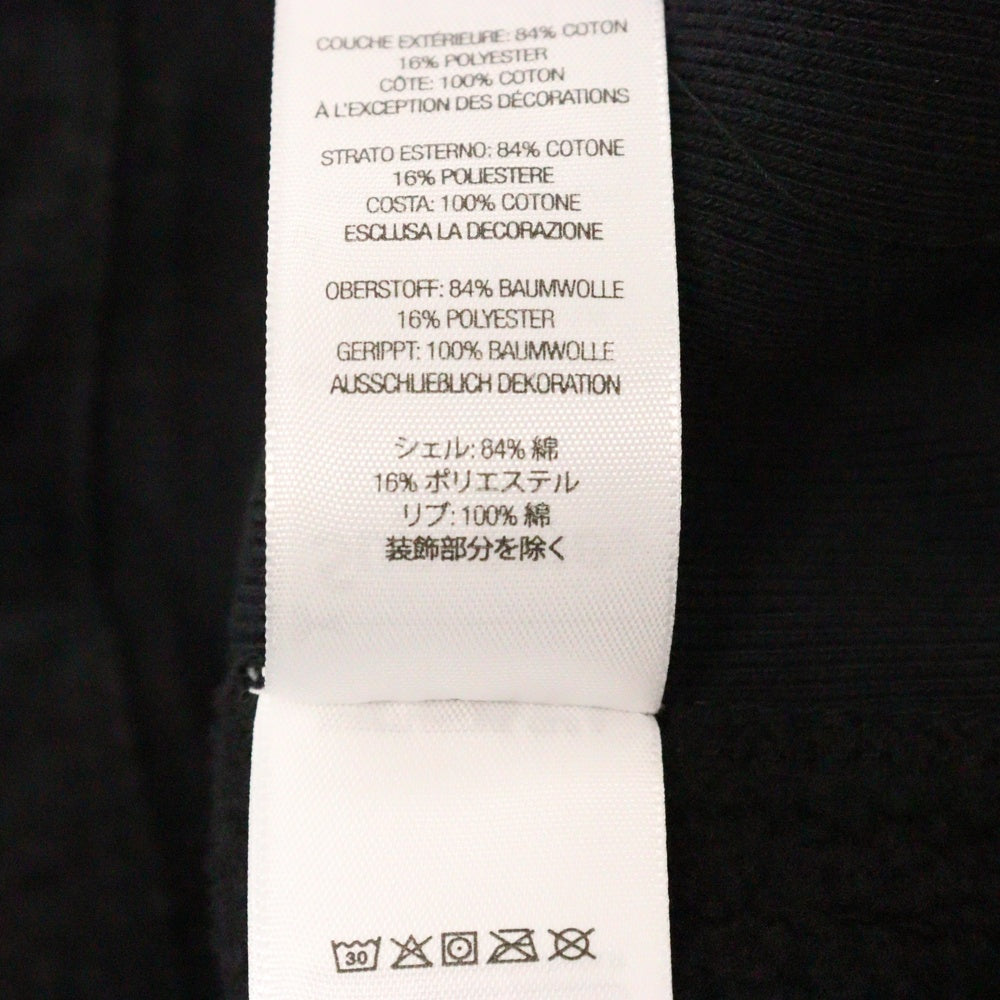 COUCHE EXTÉRIEURE: 84% COTON
16% POLYESTER
CÔTE: 100% COTON
À L'EXCEPTION DES DÉCORATIONS
STRATO ESTERNO: 84% COTONE
16% POLIESTERE
COSTA: 100% COTONE
ESCLUSA LA DECORAZIONE
OBERSTOFF: 84% BAUMWOLLE
16% POLYESTER
GERIPPT: 100% BAUMWOLLE
AUSSCHLIEßLICH DEKORATION
シェル: 84% 綿
16% ポリエステル
リブ: 100% 綿
装飾部分を除く
30